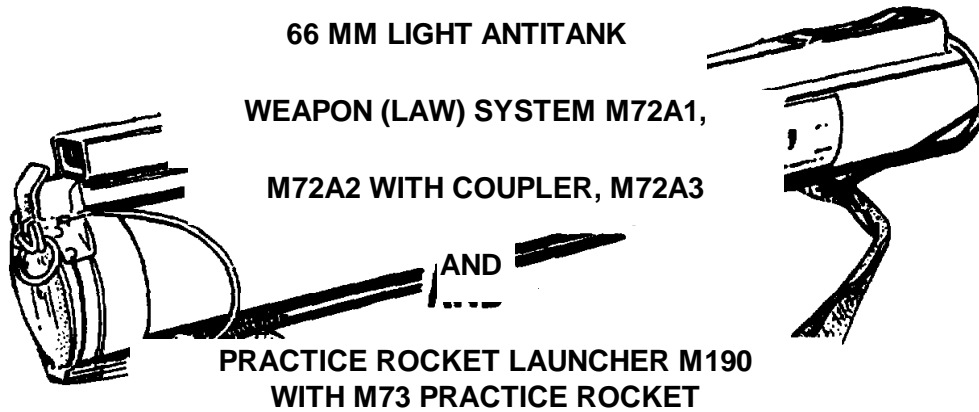 66 MM LIGHT ANTITANK
WEAPON (LAW) SYSTEM M72A1,
M72A2 WITH COUPLER, M72A3
AND
PRACTICE ROCKET LAUNCHER M190
WITH M73 PRACTICE ROCKET